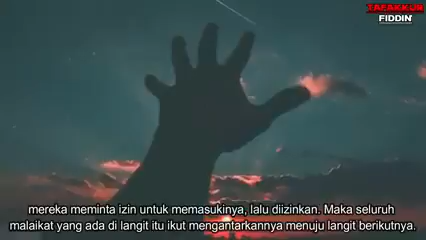 TAFAKKUR
FIDDIN
mereka meminta izin untuk memasukinya, lalu diizinkan. Maka seluruh
malaikat yang ada di langit itu ikut mengantarkannya menuju langit berikutnya.